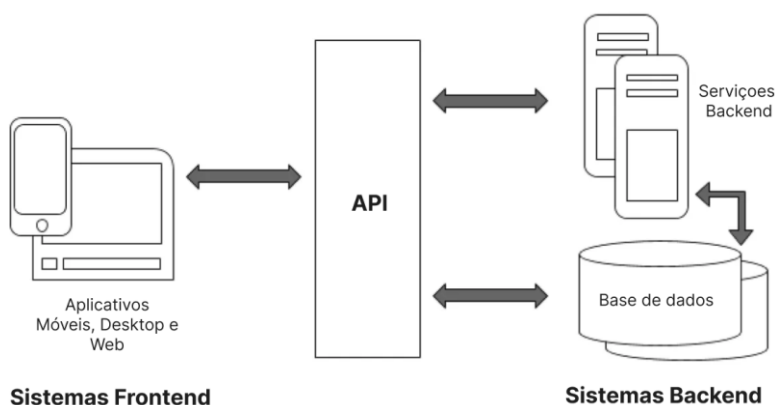 Serviçoes
Backend
API
Base de dados
Aplicativos
Móveis, Desktop e
Web
Sistemas Frontend
Sistemas Backend